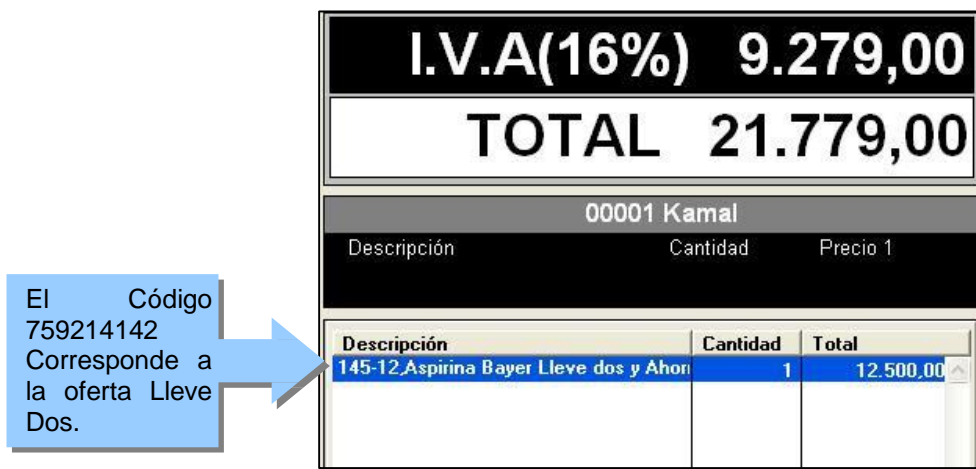 I.V.A(16%) 9.279,00
TOTAL 21.779,00
00001 Kamal
Descripción Cantidad Precio 1
El Código
759214142
Corresponde a
la oferta Lleve
Dos.
Descripción Cantidad Total
145-12,Aspirina Bayer Lleve dos y Ahorr 1 12.500,00